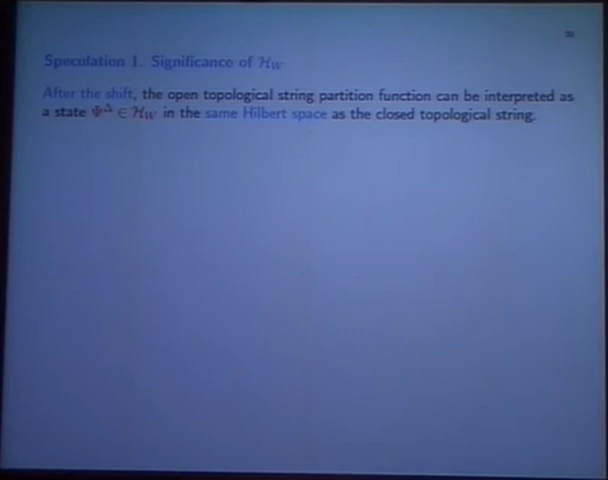 Speculation 1. Significance of ℋ_W
After the shift, the open topological string partition function can be interpreted as
a state Ψ^Δ ∈ ℋ_W in the same Hilbert space as the closed topological string.